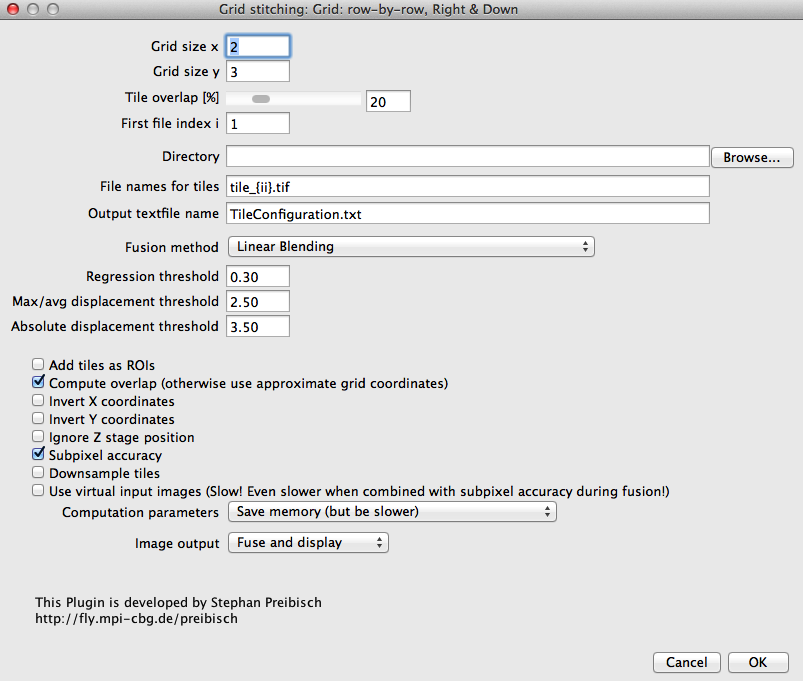 Grid stitching: Grid: row-by-row, Right & Down
Grid size x 2
Grid size y 3
Tile overlap [%] 20
First file index i 1
Directory Browse...
File names for tiles tile_{ii}.tif
Output textfile name TileConfiguration.txt
Fusion method Linear Blending
Regression threshold 0.30
Max/avg displacement threshold 2.50
Absolute displacement threshold 3.50
Add tiles as ROIs
Compute overlap (otherwise use approximate grid coordinates)
Invert X coordinates
Invert Y coordinates
Ignore Z stage position
Subpixel accuracy
Downsample tiles
Use virtual input images (Slow! Even slower when combined with subpixel accuracy during fusion!)
Computation parameters Save memory (but be slower)
Image output Fuse and display
This Plugin is developed by Stephan Preibisch
http://fly.mpi-cbg.de/preibisch
Cancel OK